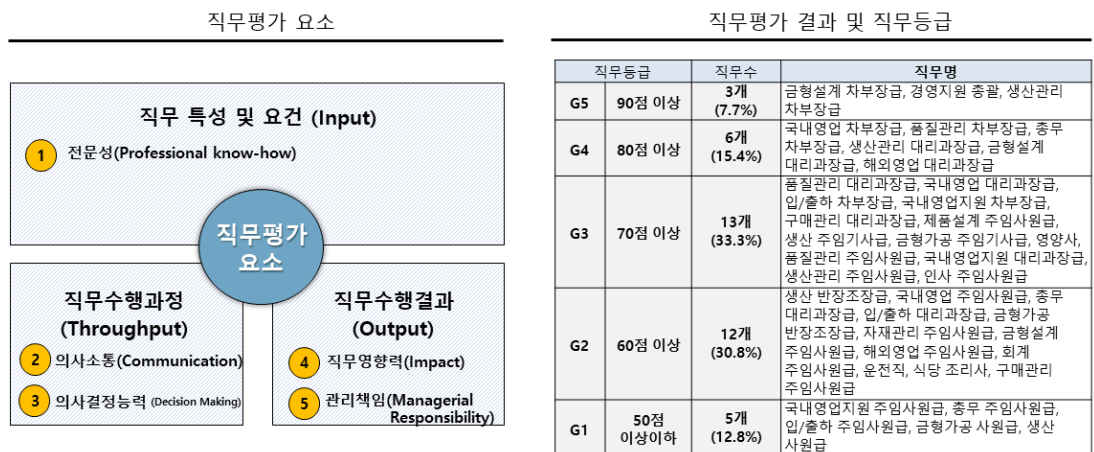 직무평가 요소
직무 특성 및 요건 (Input)
1 전문성(Professional know-how)
직무평가
요소
직무수행과정
(Throughput)
2 의사소통(Communication)
3 의사결정능력 (Decision Making)
직무수행결과
(Output)
4 직무영향력(Impact)
5 관리책임(Managerial
Responsibility)
직무평가 결과 및 직무등급
직무등급 직무수 직무명
G5 90점 이상 3개
(7.7%)
금형설계 차부장급, 경영지원 총괄, 생산관리
차부장급
G4 80점 이상 6개
(15.4%)
국내영업 차부장급, 품질관리 차부장급, 총무
차부장급, 생산관리 대리과장급, 금형설계
대리과장급, 해외영업 대리과장급
G3 70점 이상 13개
(33.3%)
품질관리 대리과장급, 국내영업 대리과장급,
입/출하 차부장급, 국내영업지원 차부장급,
구매관리 대리과장급, 제품설계 주임사원급,
생산 주임기사급, 금형가공 주임기사급, 영양사,
품질관리 주임사원급, 국내영업지원 대리과장급,
생산관리 주임사원급, 인사 주임사원급
G2 60점 이상 12개
(30.8%)
생산 반장조장급, 국내영업 주임사원급, 총무
대리과장급, 입/출하 대리과장급, 금형가공
반장조장급, 자재관리 주임사원급, 금형설계
주임사원급, 해외영업 주임사원급, 회계
주임사원급, 운전직, 식당 조리사, 구매관리
주임사원급
G1 50점
이상이하
5개
(12.8%)
국내영업지원 주임사원급, 총무 주임사원급,
입/출하 주임사원급, 금형가공 사원급, 생산
사원급